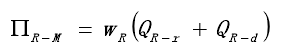 Π_{R-M} = w_R(Q_{R-x} + Q_{R-d})